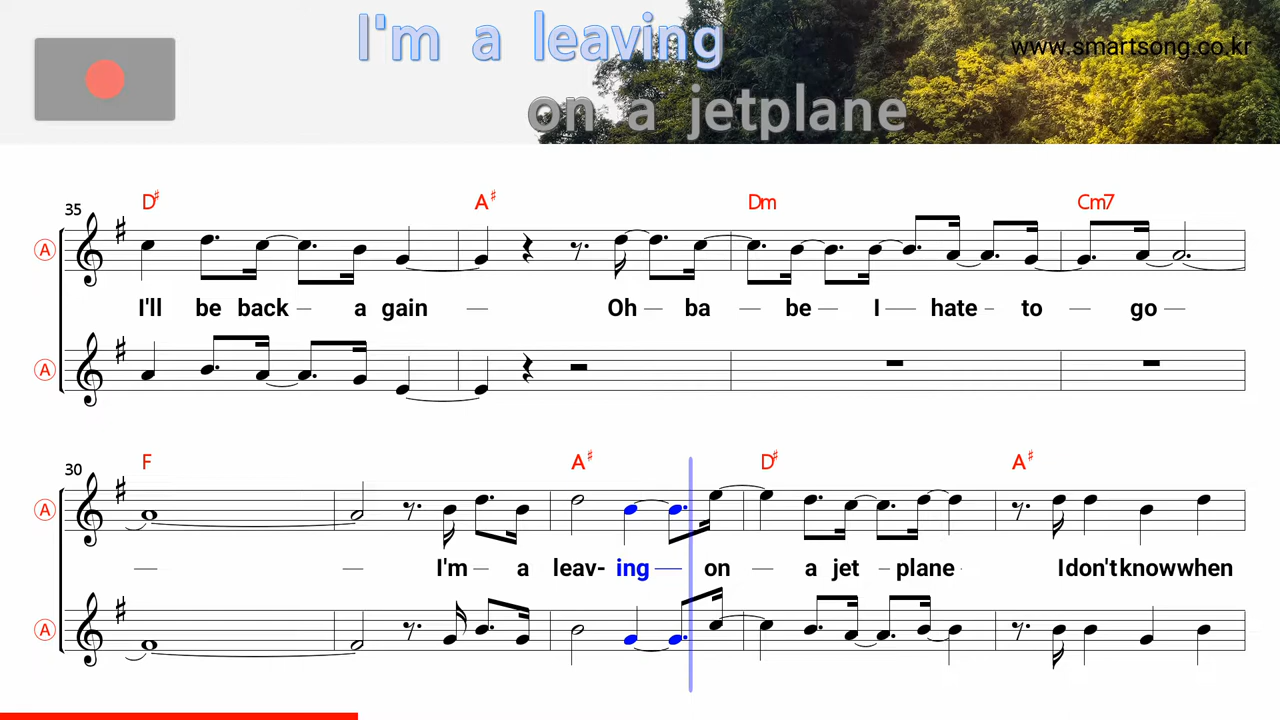 I'm a leaving
www.smartsong.co.kr
on a jetplane
D♯ A♯ Dm Cm7
35
A
I'll be back — a gain — Oh — ba — be — I — hate - to — go —
A
F A♯ D♯ A♯
30
A
— — I'm — a leav- ing — on — a jet — plane - I don't know when
A